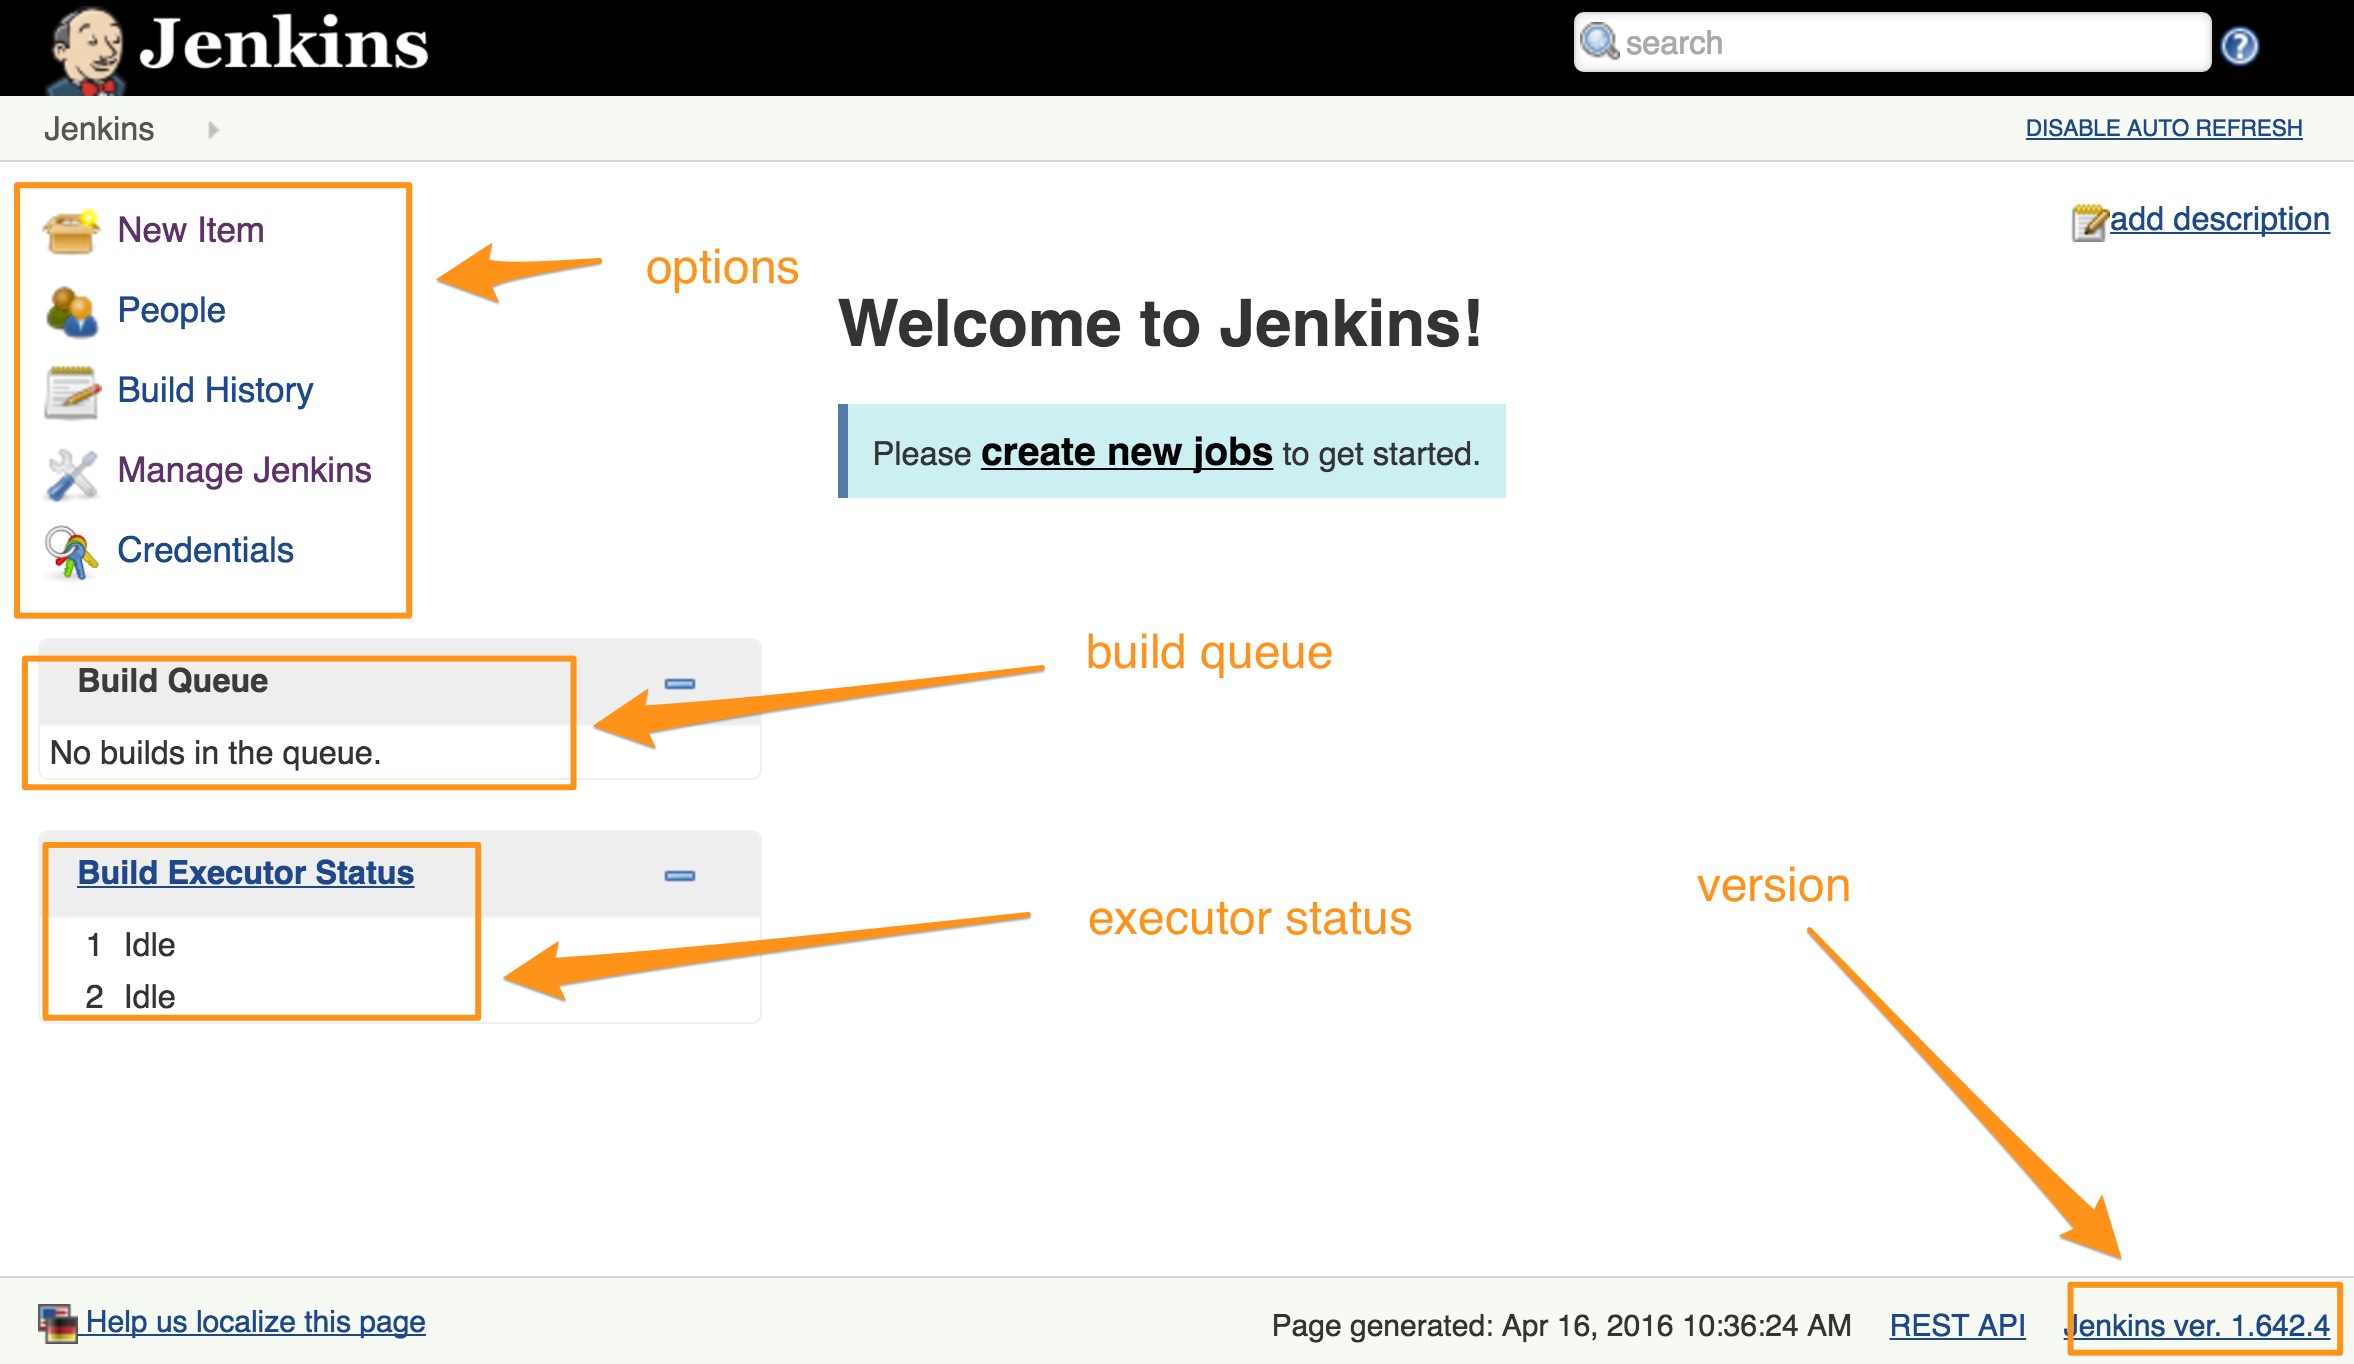 Jenkins
search
Jenkins
DISABLE AUTO REFRESH
New Item
People
Build History
Manage Jenkins
Credentials
options
add description
Welcome to Jenkins!
Please create new jobs to get started.
Build Queue
No builds in the queue.
build queue
Build Executor Status
1 Idle
2 Idle
executor status
version
Help us localize this page
Page generated: Apr 16, 2016 10:36:24 AM
REST API
Jenkins ver. 1.642.4